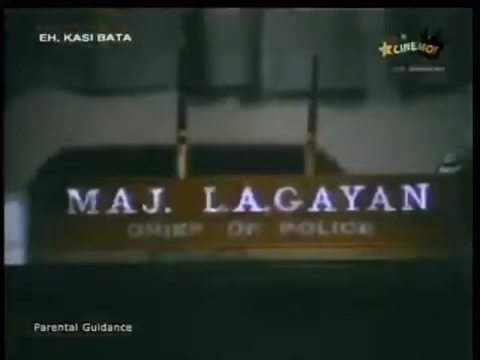 EH, KASI BATA
CINEMO!
MAJ. LAGAYAN
CHIEF OF POLICE
Parental Guidance